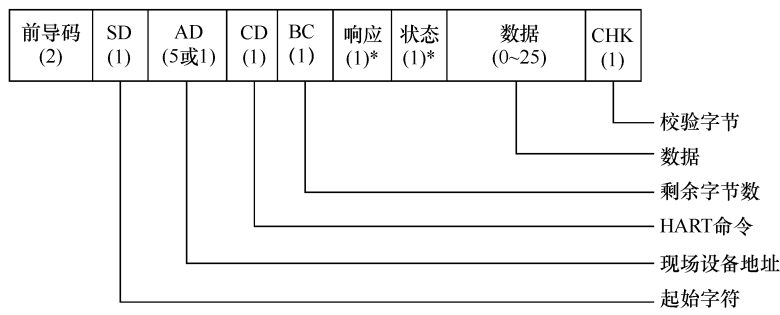 前导码 SD AD CD BC 响应 状态 数据 CHK
(2) (1) (5或1) (1) (1) (1)* (1)* (0~25) (1)
校验字节
数据
剩余字节数
HART命令
现场设备地址
起始字符